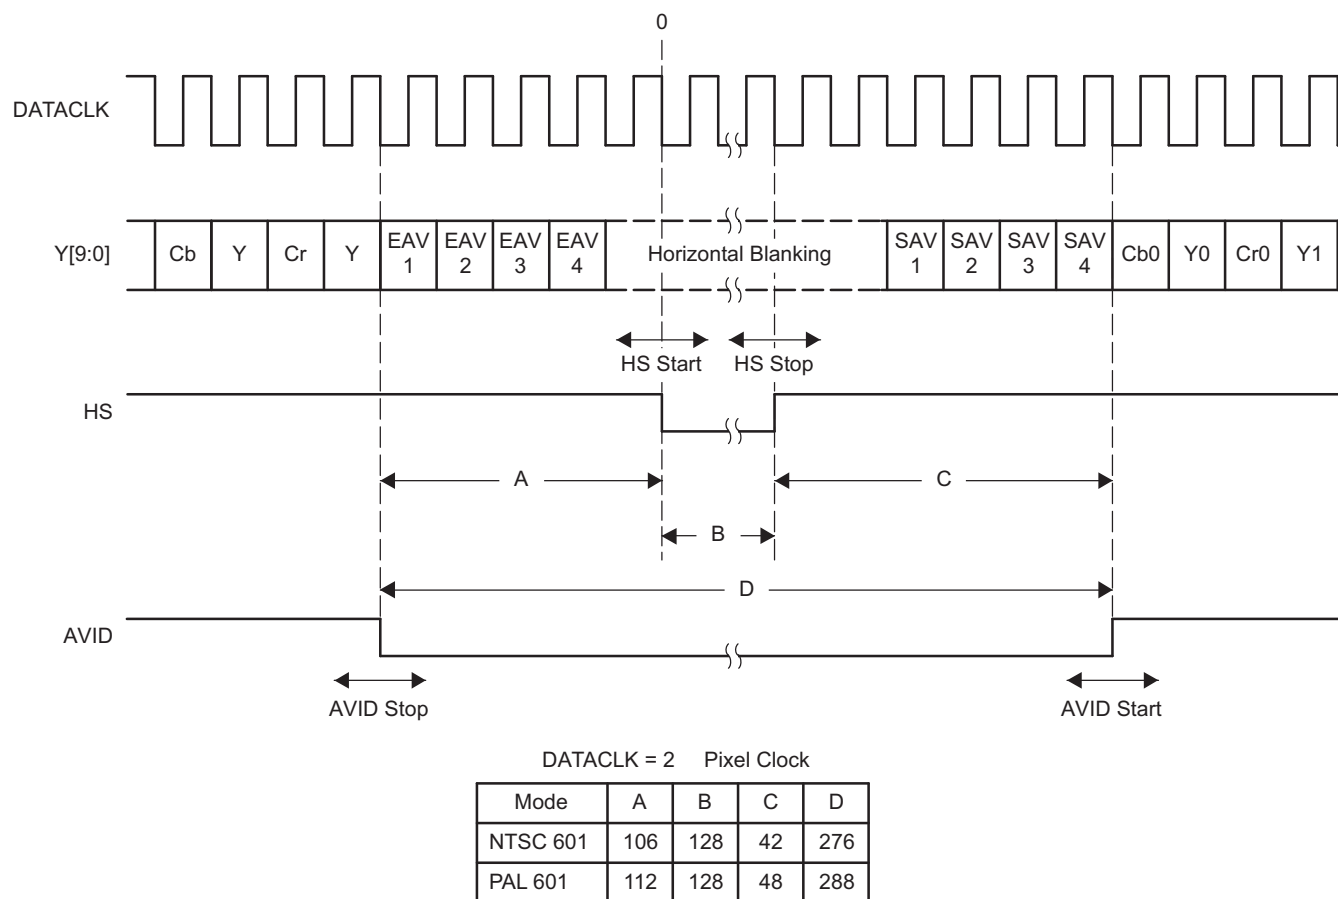 0
DATACLK
Y[9:0]
Cb
Y
Cr
Y
EAV
1
EAV
2
EAV
3
EAV
4
Horizontal Blanking
SAV
1
SAV
2
SAV
3
SAV
4
Cb0
Y0
Cr0
Y1
HS Start
HS Stop
HS
A
C
B
D
AVID
AVID Stop
AVID Start
DATACLK = 2 Pixel Clock
Mode A B C D
NTSC 601 106 128 42 276
PAL 601 112 128 48 288